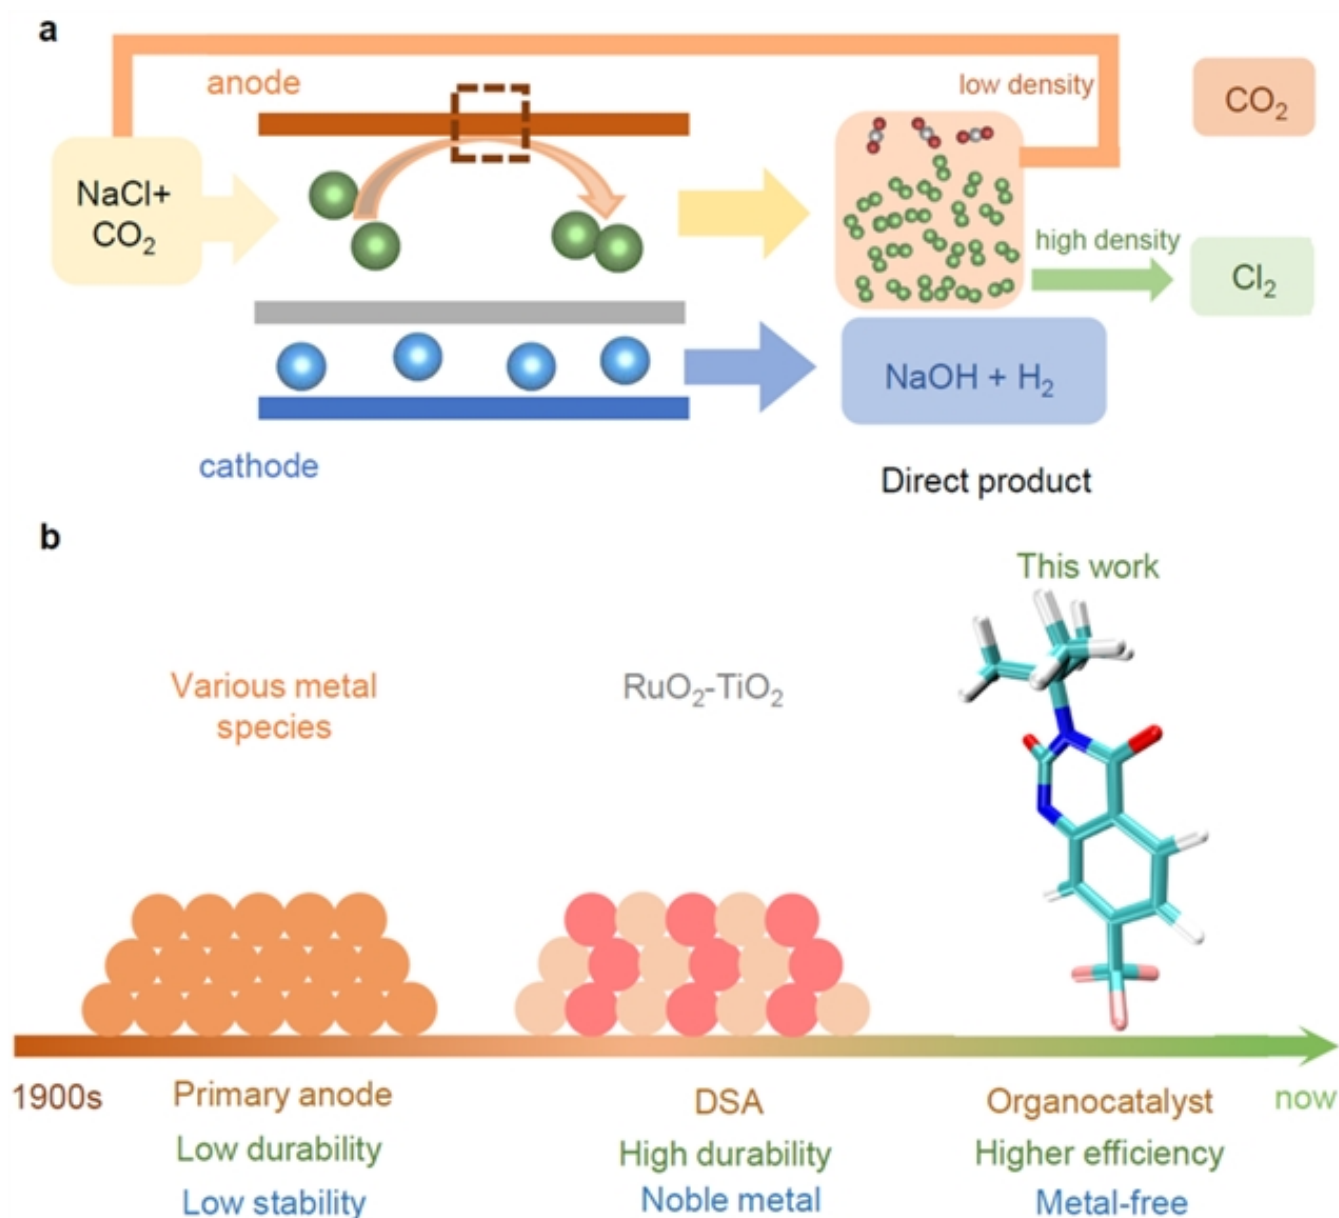 a
anode
low density
CO₂
NaCl+
CO₂
high density
Cl₂
NaOH + H₂
cathode
Direct product
b
This work
Various metal
species
RuO₂-TiO₂
1900s
Primary anode
DSA
Organocatalyst
now
Low durability
High durability
Higher efficiency
Low stability
Noble metal
Metal-free